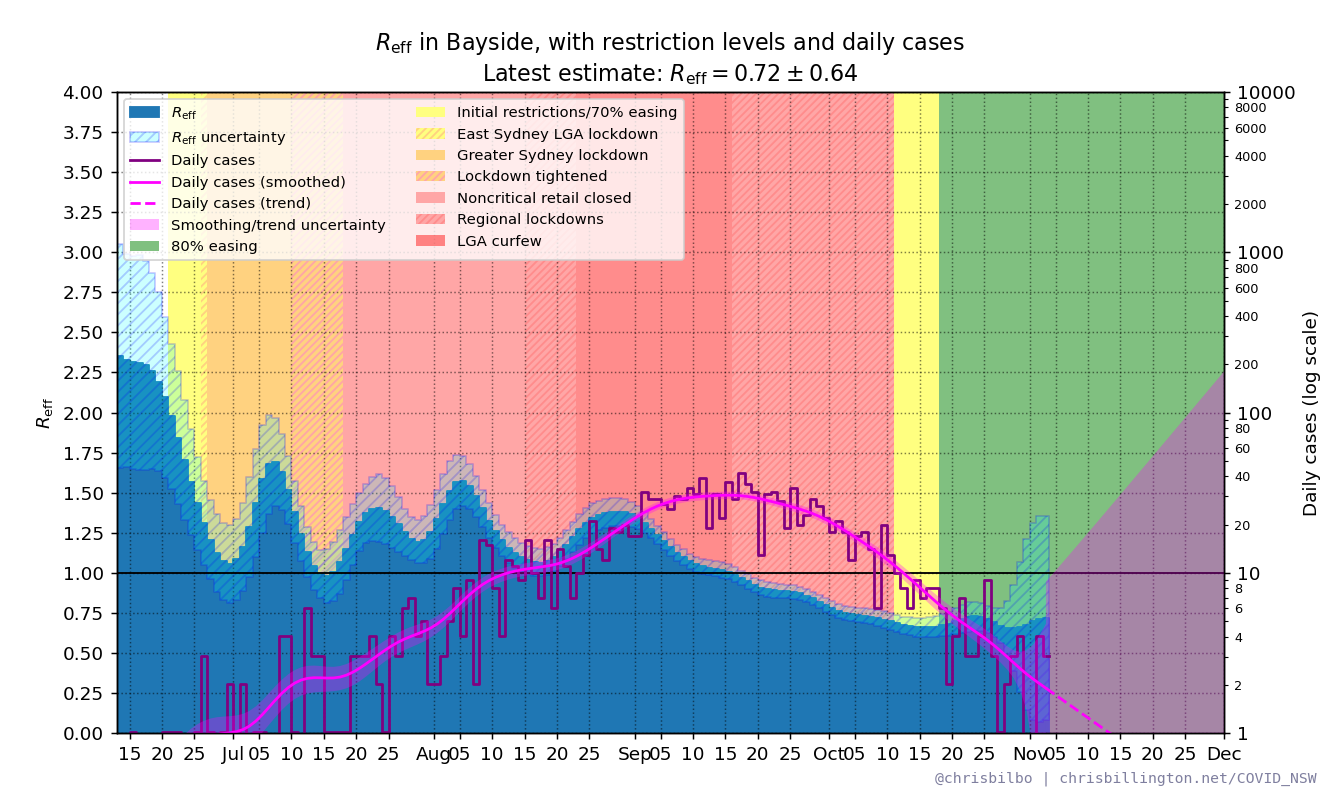 Reff in Bayside, with restriction levels and daily cases
Latest estimate: Reff = 0.72 ± 0.64
Reff
Reff uncertainty
Daily cases
Daily cases (smoothed)
Daily cases (trend)
Smoothing/trend uncertainty
80% easing
Initial restrictions/70% easing
East Sydney LGA lockdown
Greater Sydney lockdown
Lockdown tightened
Noncritical retail closed
Regional lockdowns
LGA curfew
Reff
4.00
3.75
3.50
3.25
3.00
2.75
2.50
2.25
2.00
1.75
1.50
1.25
1.00
0.75
0.50
0.25
0.00
10000
8000
6000
4000
2000
1000
800
600
400
200
100
80
60
40
20
10
8
6
4
2
1
Daily cases (log scale)
15 20 25 Jul 05 10 15 20 25 Aug 05 10 15 20 25 Sep 05 10 15 20 25 Oct 05 10 15 20 25 Nov 05 10 15 20 25 Dec
@chrisbilbo | chrisbillington.net/COVID_NSW